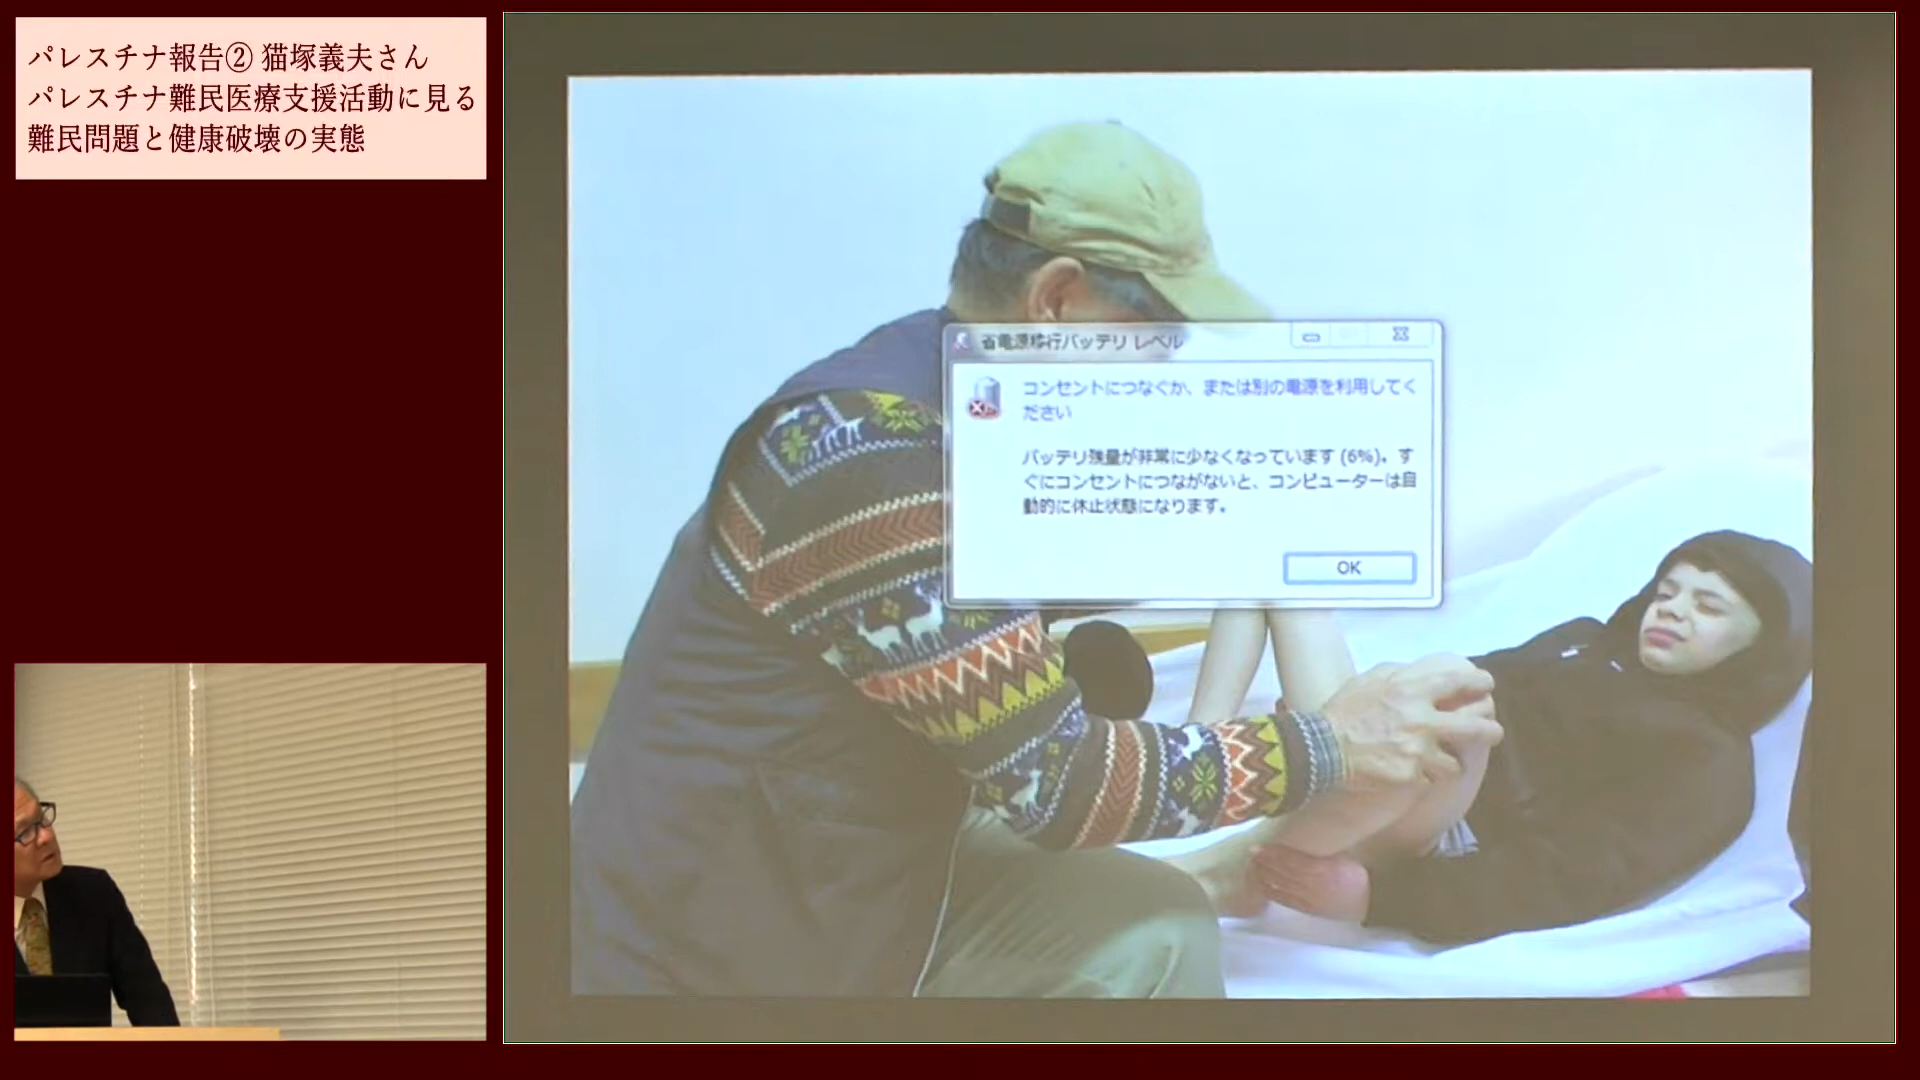 パレスチナ報告② 猫塚義夫さん
パレスチナ難民医療支援活動に見る
難民問題と健康破壊の実態
省電源移行バッテリ レベル
コンセントにつなぐか、または別の電源を利用してく
ださい
バッテリ残量が非常に少なくなっています (6%)。す
ぐにコンセントにつながないと、コンピューターは自
動的に休止状態になります。
OK